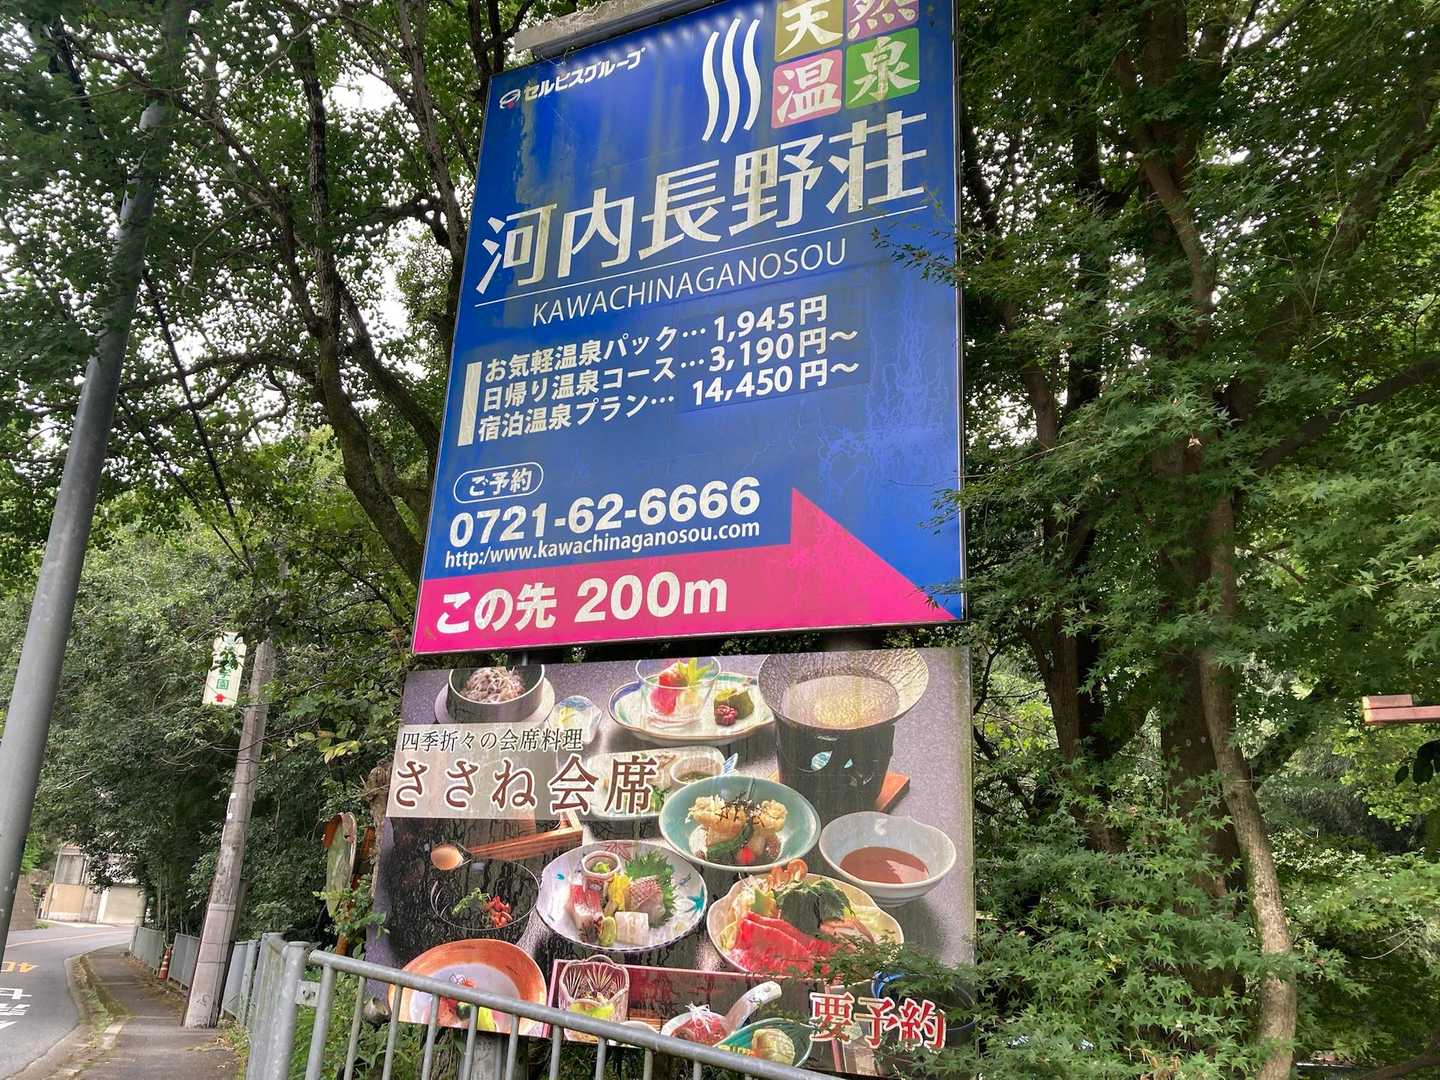 セルビスグループ
天然
温泉
河内長野荘
KAWACHINAGANOSOU
お気軽温泉パック…1,945円
日帰り温泉コース…3,190円～
宿泊温泉プラン…14,450円～
ご予約
0721-62-6666
http:/www.kawachinaganosou.com
この先 200m
四季折々の会席料理
ささね会席
要予約
学園
40